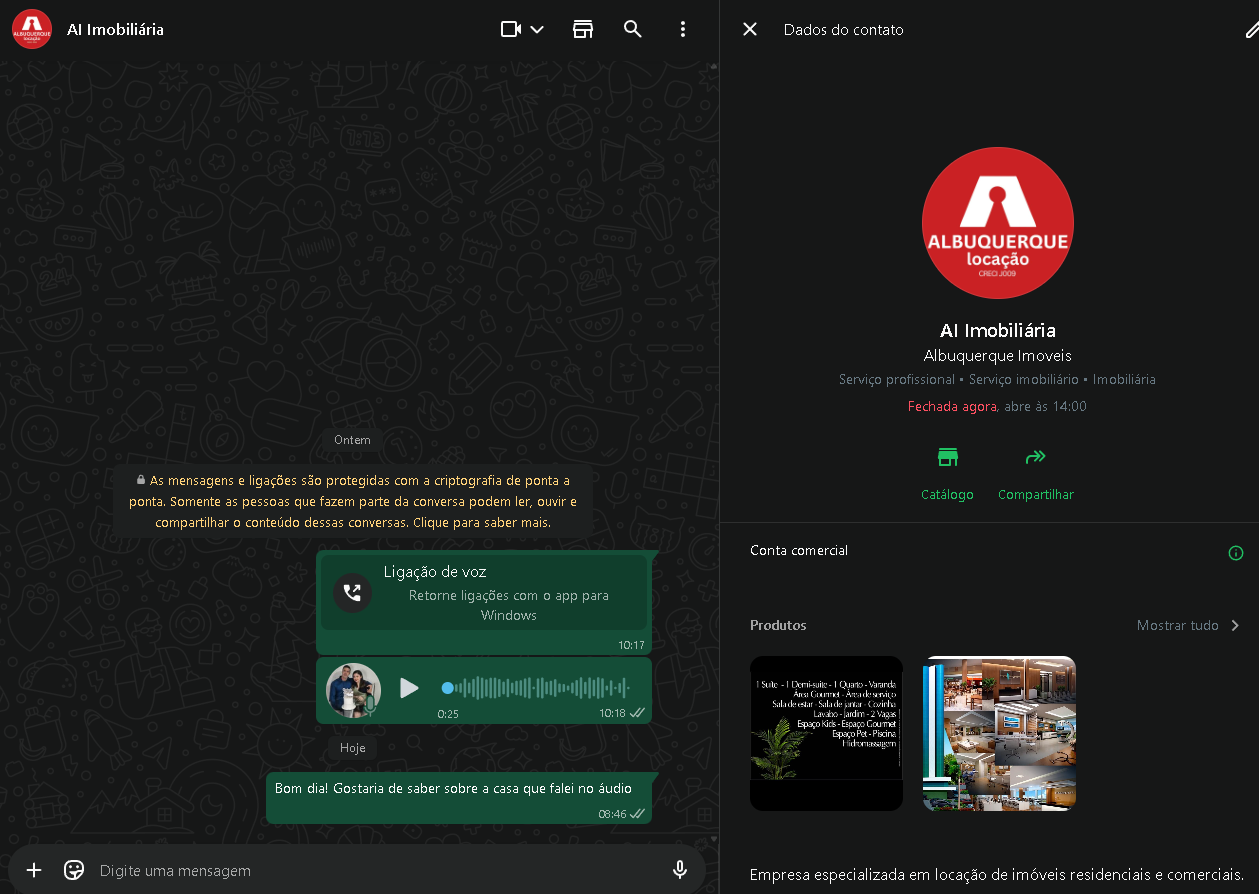 AI Imobiliária
Ontem
As mensagens e ligações são protegidas com a criptografia de ponta a
ponta. Somente as pessoas que fazem parte da conversa podem ler, ouvir e
compartilhar o conteúdo dessas conversas. Clique para saber mais.
Ligação de voz
Retorne ligações com o app para
Windows
10:17
0:25
10:18
Hoje
Bom dia! Gostaria de saber sobre a casa que falei no áudio
08:46
Digite uma mensagem
Dados do contato
ALBUQUERQUE
locação
CRECI J009
AI Imobiliária
Albuquerque Imoveis
Serviço profissional • Serviço imobiliário • Imobiliária
Fechada agora, abre às 14:00
Catálogo
Compartilhar
Conta comercial
Produtos
Mostrar tudo
1 Suíte - 1 Demi-suíte - 1 Quarto - Varanda
Área Gourmet - Área de serviço
Sala de estar - Sala de jantar - Cozinha
Lavabo - Jardim - 2 Vagas
Espaço Kids - Espaço Gourmet
Espaço Pet - Piscina
Hidromassagem
Empresa especializada em locação de imóveis residenciais e comerciais.